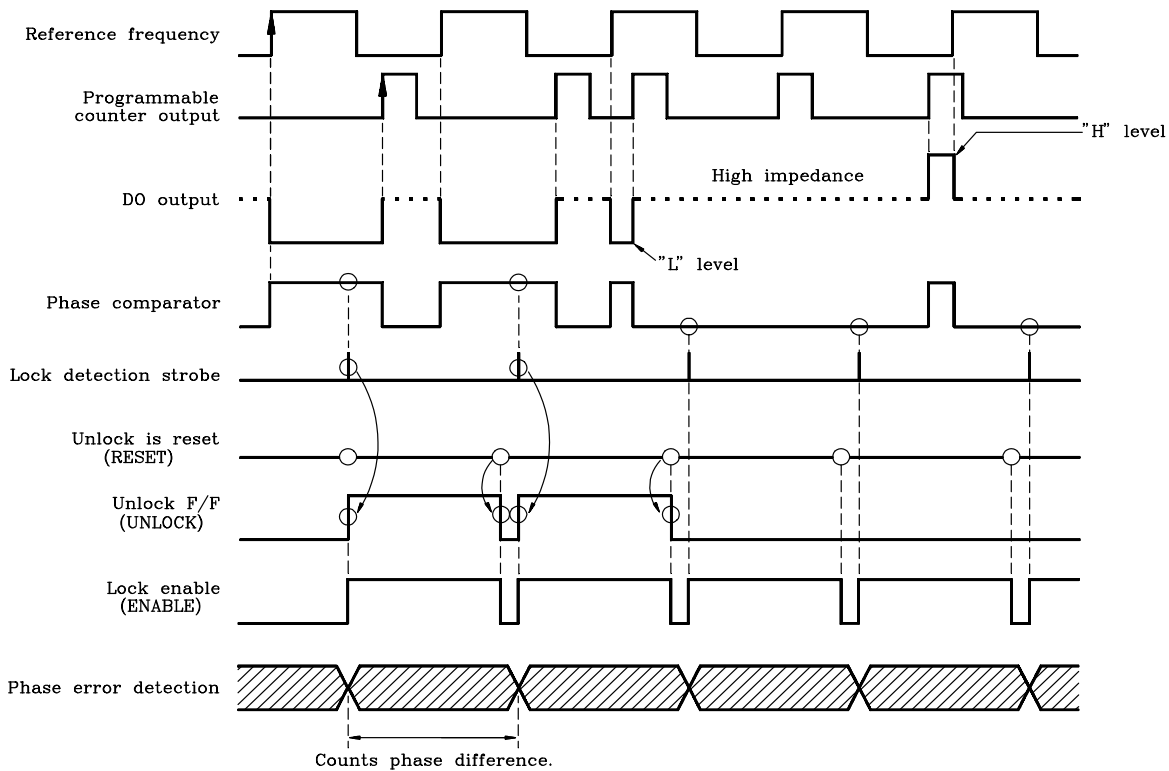 Reference frequency
Programmable
counter output
"H" level
High impedance
DO output
"L" level
Phase comparator
Lock detection strobe
Unlock is reset
(RESET)
Unlock F/F
(UNLOCK)
Lock enable
(ENABLE)
Phase error detection
Counts phase difference.